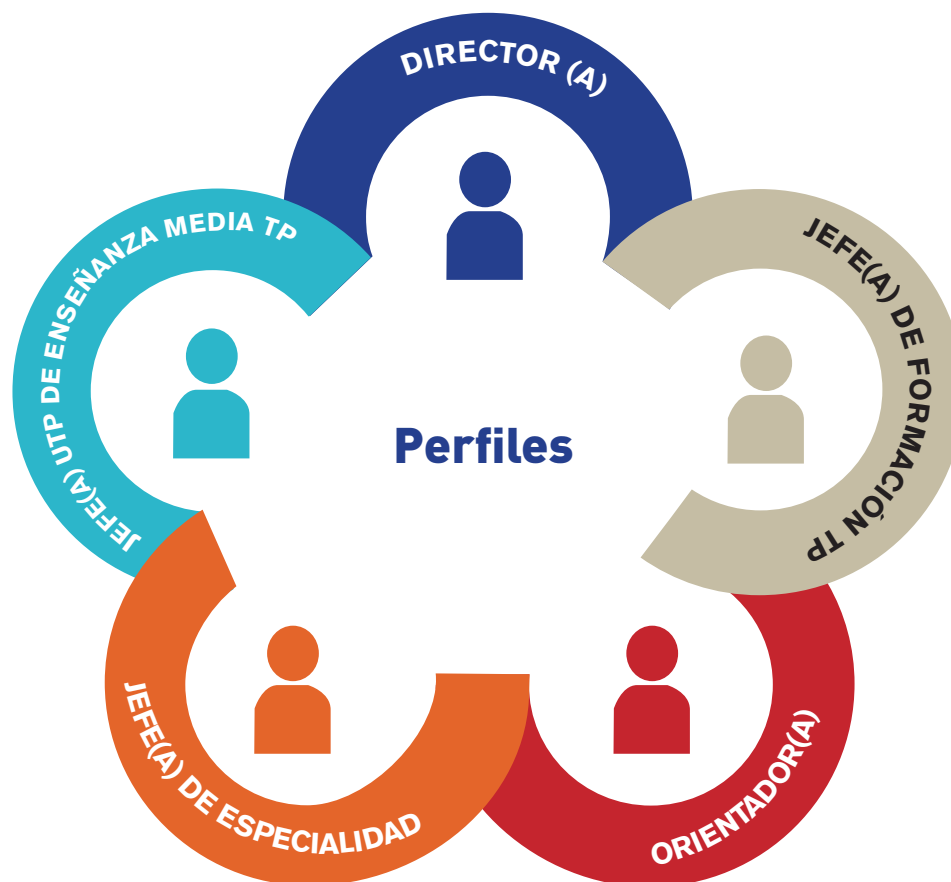 DIRECTOR (A)
JEFE(A) DE FORMACIÓN TP
ORIENTADOR(A)
JEFE(A) DE ESPECIALIDAD
JEFE(A) UTP DE ENSEÑANZA MEDIA TP
Perfiles